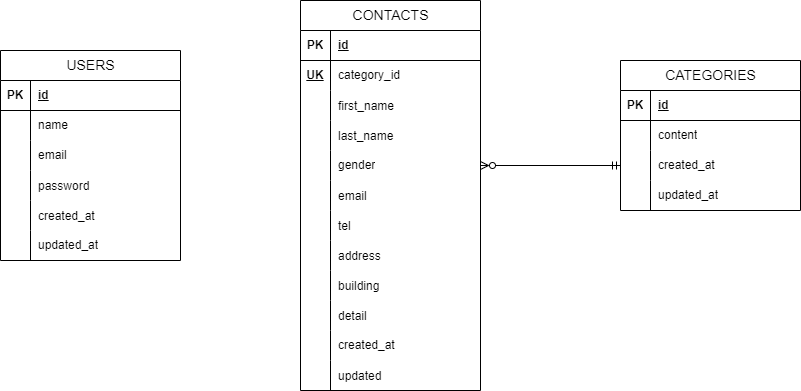 USERS
PK id
name
email
password
created_at
updated_at
CONTACTS
PK id
UK category_id
first_name
last_name
gender
email
tel
address
building
detail
created_at
updated
CATEGORIES
PK id
content
created_at
updated_at